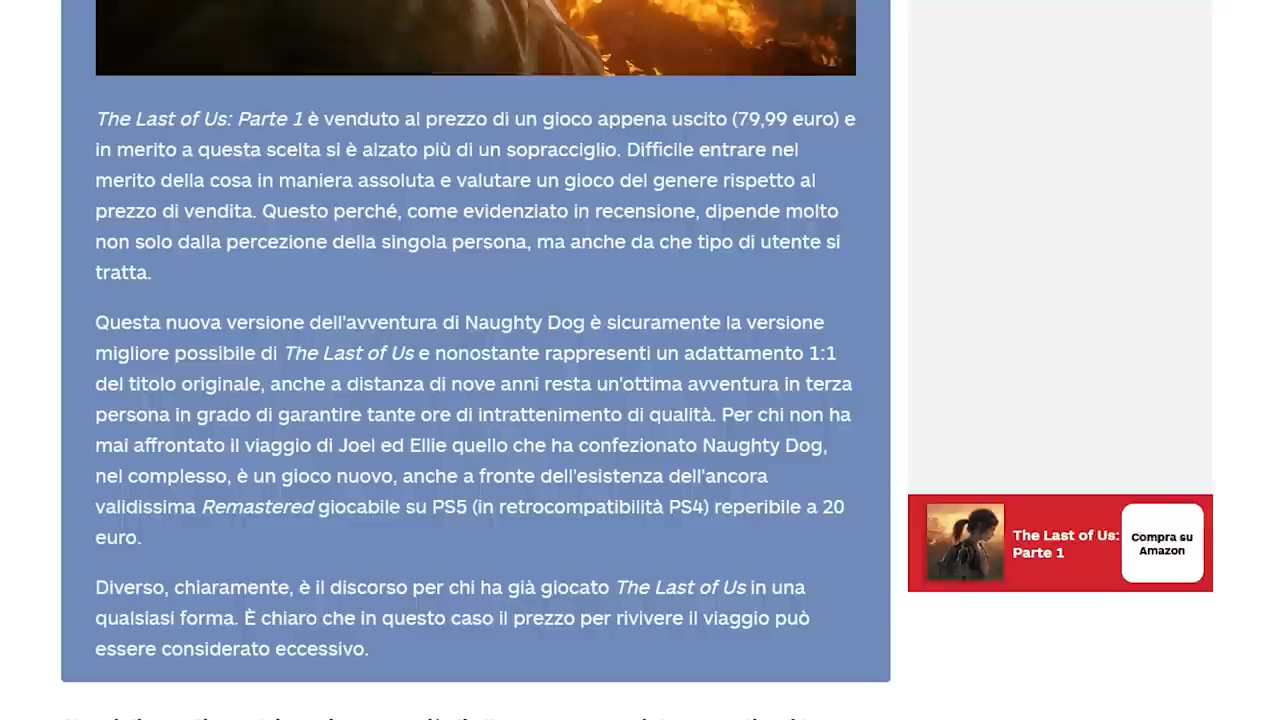 The Last of Us: Parte 1 è venduto al prezzo di un gioco appena uscito (79,99 euro) e
in merito a questa scelta si è alzato più di un sopracciglio. Difficile entrare nel
merito della cosa in maniera assoluta e valutare un gioco del genere rispetto al
prezzo di vendita. Questo perché, come evidenziato in recensione, dipende molto
non solo dalla percezione della singola persona, ma anche da che tipo di utente si
tratta.
Questa nuova versione dell'avventura di Naughty Dog è sicuramente la versione
migliore possibile di The Last of Us e nonostante rappresenti un adattamento 1:1
del titolo originale, anche a distanza di nove anni resta un'ottima avventura in terza
persona in grado di garantire tante ore di intrattenimento di qualità. Per chi non ha
mai affrontato il viaggio di Joel ed Ellie quello che ha confezionato Naughty Dog,
nel complesso, è un gioco nuovo, anche a fronte dell'esistenza dell'ancora
validissima Remastered giocabile su PS5 (in retrocompatibilità PS4) reperibile a 20
euro.
Diverso, chiaramente, è il discorso per chi ha già giocato The Last of Us in una
qualsiasi forma. È chiaro che in questo caso il prezzo per rivivere il viaggio può
essere considerato eccessivo.
The Last of Us:
Parte 1
Compra su
Amazon